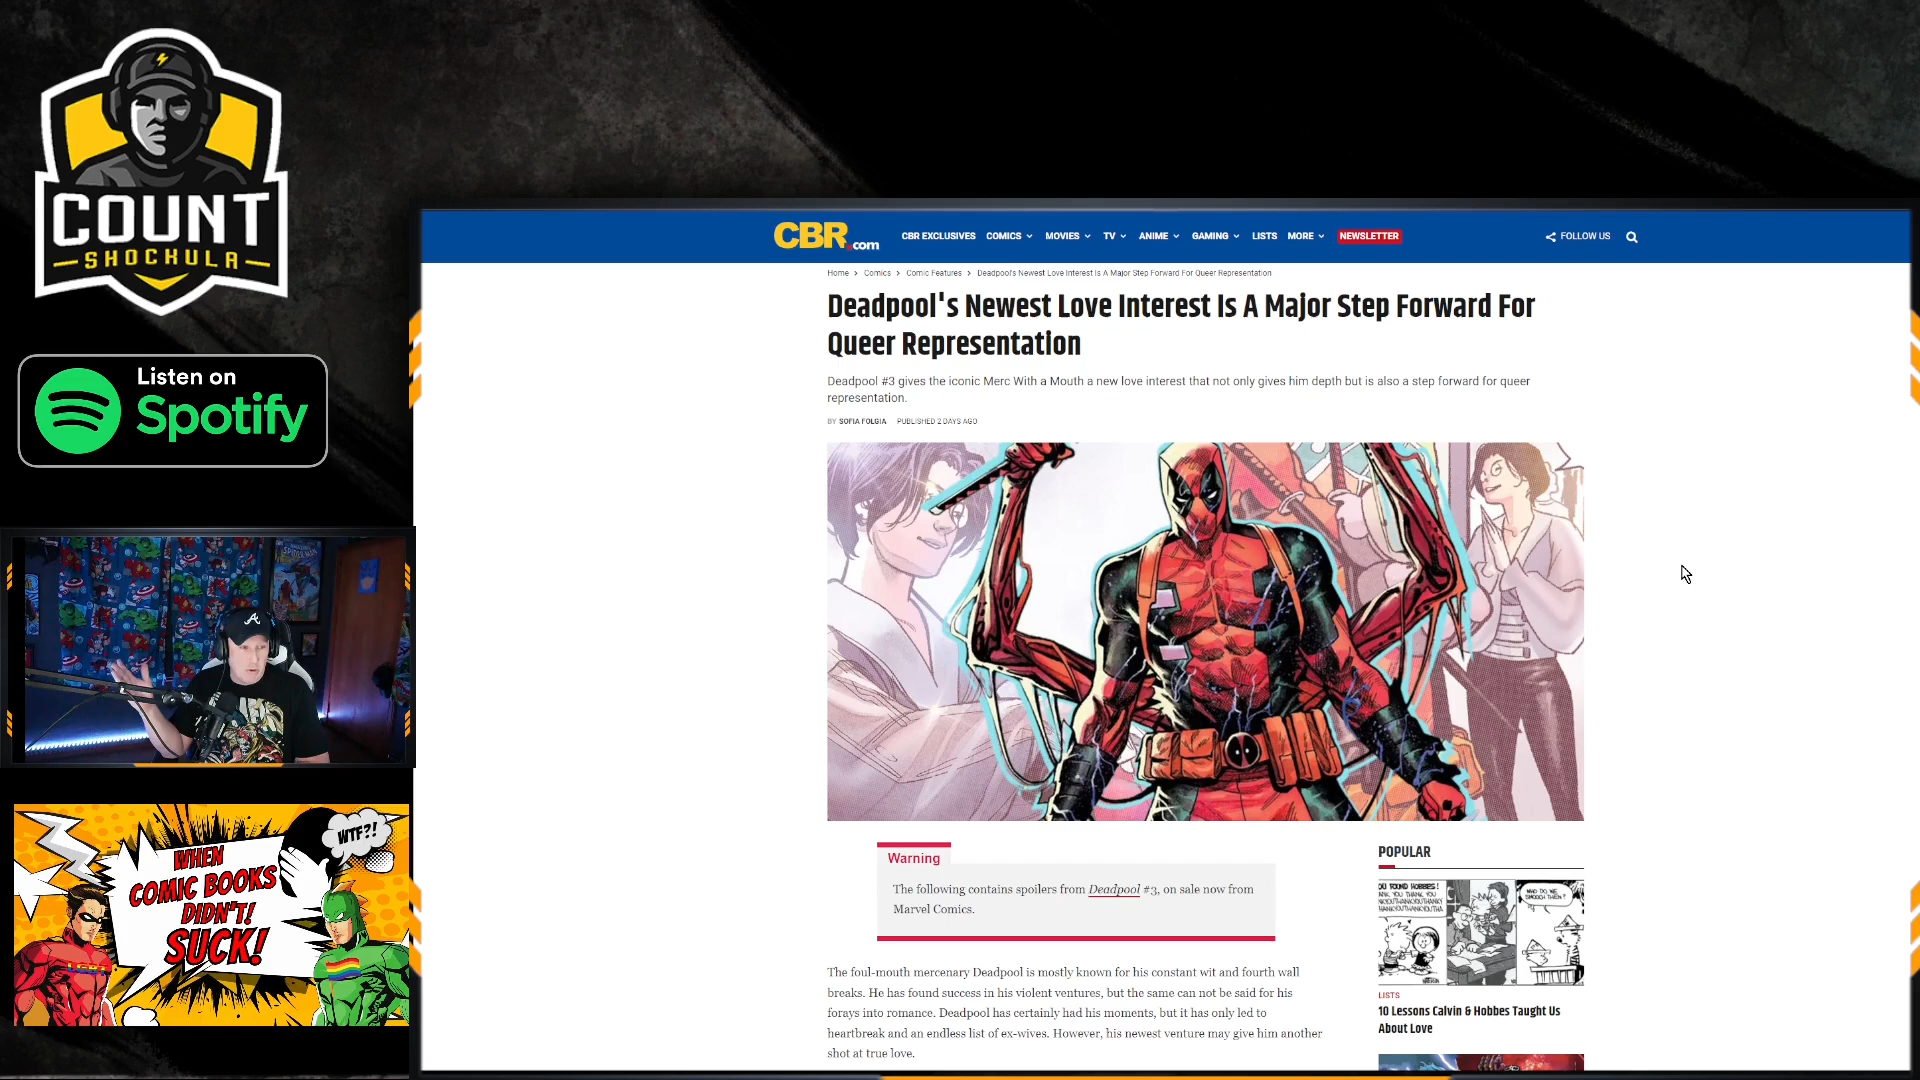 COUNT
SHOCKULA
Listen on
Spotify
WTF?!
WHEN
COMIC BOOKS
DIDN'T!
SUCK!
LGBT
CBR.com
CBR EXCLUSIVES COMICS MOVIES TV ANIME GAMING LISTS MORE NEWSLETTER FOLLOW US
Home > Comics > Comic Features > Deadpool's Newest Love Interest Is A Major Step Forward For Queer Representation
Deadpool's Newest Love Interest Is A Major Step Forward For
Queer Representation
Deadpool #3 gives the iconic Merc With a Mouth a new love interest that not only gives him depth but is also a step forward for queer
representation.
BY SOFIA FOLGIA PUBLISHED 2 DAYS AGO
Warning
The following contains spoilers from Deadpool #3, on sale now from
Marvel Comics.
The foul-mouth mercenary Deadpool is mostly known for his constant wit and fourth wall
breaks. He has found success in his violent ventures, but the same can not be said for his
forays into romance. Deadpool has certainly had his moments, but it has only led to
heartbreak and an endless list of ex-wives. However, his newest venture may give him another
shot at true love.
POPULAR
LISTS
10 Lessons Calvin & Hobbes Taught Us
About Love